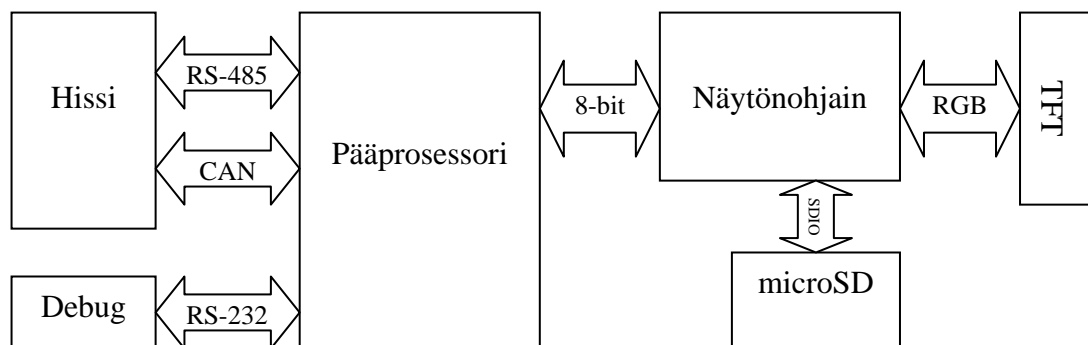 Hissi
RS-485
CAN
Pääprosessori
8-bit
Näytönohjain
RGB
TFT
SDIO
microSD
Debug
RS-232